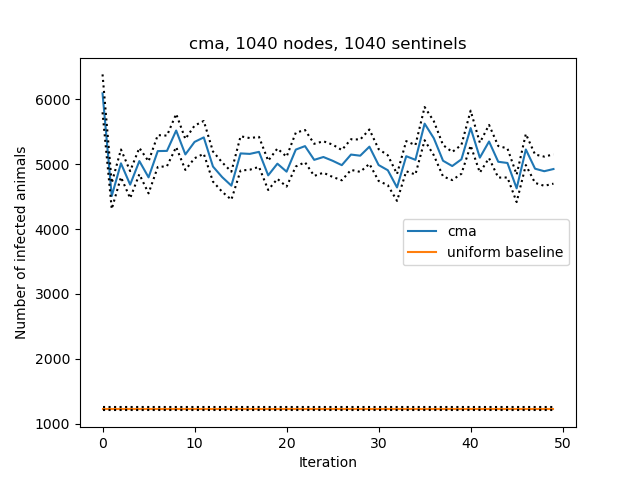 cma, 1040 nodes, 1040 sentinels
Number of infected animals
6000
5000
4000
3000
2000
1000
cma
uniform baseline
0
10
20
30
40
50
Iteration